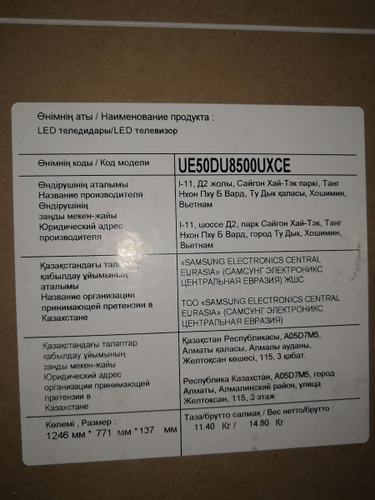 Өнімнің аты / Наименование продукта :
LED теледидары/LED телевизор
Өнімнің коды / Код модели
UE50DU8500UXCE
Өндірушінің аталымы
Название производителя
Өндірушінің
заңды мекен-жайы
Юридический адрес
производителя
I-11, Д2 жолы, Сайгон Хай-Тэк паркі, Танг
Нхон Пху Б Вард, Ту Дык қаласы, Хошимин,
Вьетнам
I-11, шоссе Д2, парк Сайгон Хай-Тэк, Танг
Нхон Пху Б Вард, город Ту Дык, Хошимин,
Вьетнам
Қазақстандағы талаптар
қабылдау ұйымының
аталымы
Название организации
принимающей претензии в
Казахстане
«SAMSUNG ELECTRONICS CENTRAL
EURASIA» (САМСУНГ ЭЛЕКТРОНИКС
ЦЕНТРАЛЬНАЯ ЕВРАЗИЯ) ЖШС
ТОО «SAMSUNG ELECTRONICS CENTRAL
EURASIA» (САМСУНГ ЭЛЕКТРОНИКС
ЦЕНТРАЛЬНАЯ ЕВРАЗИЯ)
Қазақстандағы талаптар
қабылдау ұйымының
заңды мекен-жайы
Юридический адрес
организации принимающей
претензии в
Казахстане
Қазақстан Республикасы, A05D7M5,
Алматы қаласы, Алмалы ауданы,
Желтоқсан көшесі, 115, 3 қабат.
Республика Казахстан, A05D7M5, город
Алматы, Алмалинский район, улица
Желтоксан, 115, 3 этаж
Көлемі , Размер :
1246 мм * 771 мм *137 мм
Таза/брутто салмақ / Вес нетто/брутто :
11.40 Кг / 14.80 Кг